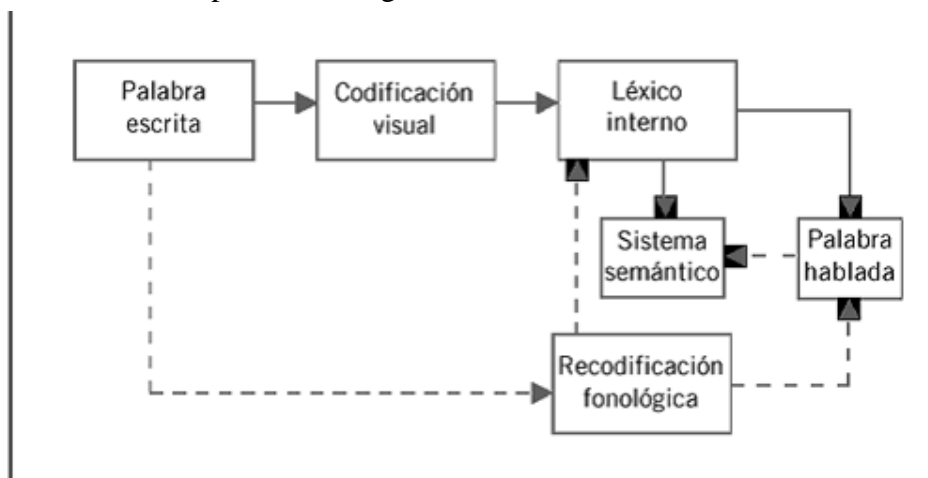 Palabra
escrita
Codificación
visual
Léxico
interno
Sistema
semántico
Palabra
hablada
Recodificación
fonológica